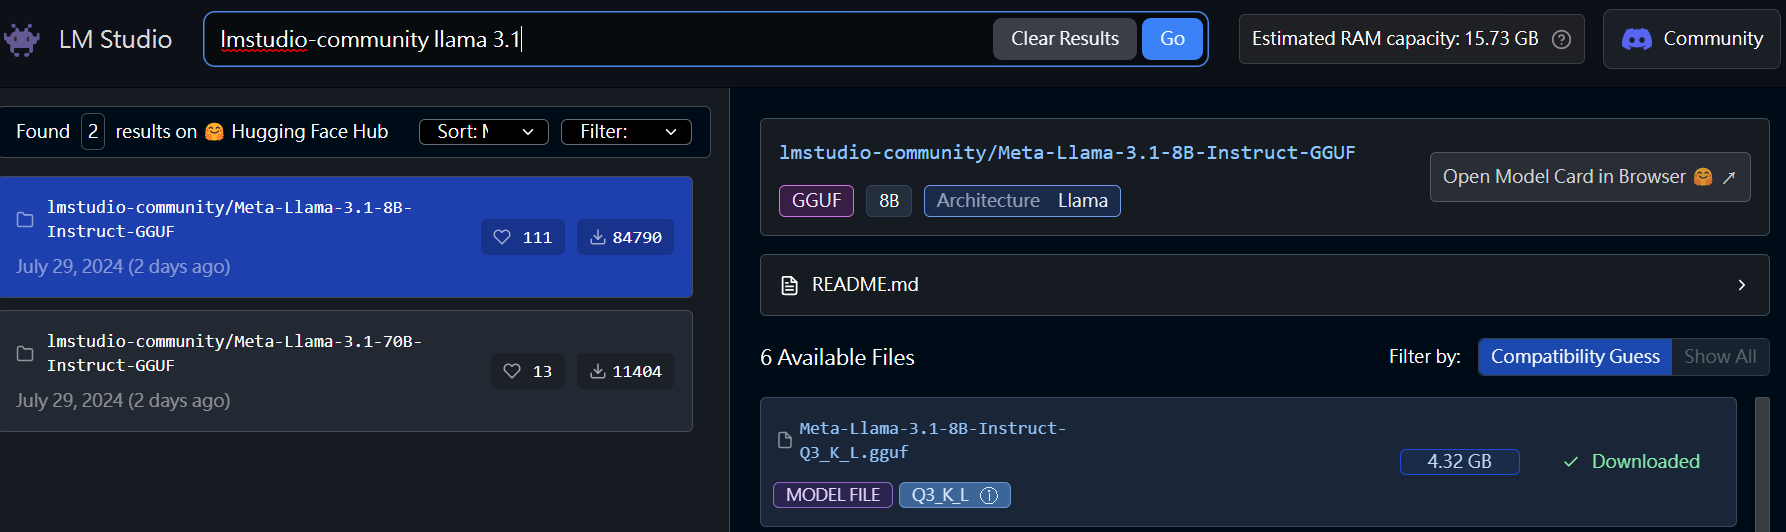 LM Studio
lmstudio-community llama 3.1
Clear Results
Go
Estimated RAM capacity: 15.73 GB
Community
Found 2 results on 🤗 Hugging Face Hub
Sort:
Filter:
lmstudio-community/Meta-Llama-3.1-8B-
Instruct-GGUF
111
84790
July 29, 2024 (2 days ago)
lmstudio-community/Meta-Llama-3.1-70B-
Instruct-GGUF
13
11404
July 29, 2024 (2 days ago)
lmstudio-community/Meta-Llama-3.1-8B-Instruct-GGUF
GGUF
8B
Architecture Llama
Open Model Card in Browser 🤗 ↗
README.md
6 Available Files
Filter by:
Compatibility Guess
Show All
Meta-Llama-3.1-8B-Instruct-
Q3_K_L.gguf
MODEL FILE
Q3_K_L
4.32 GB
Downloaded